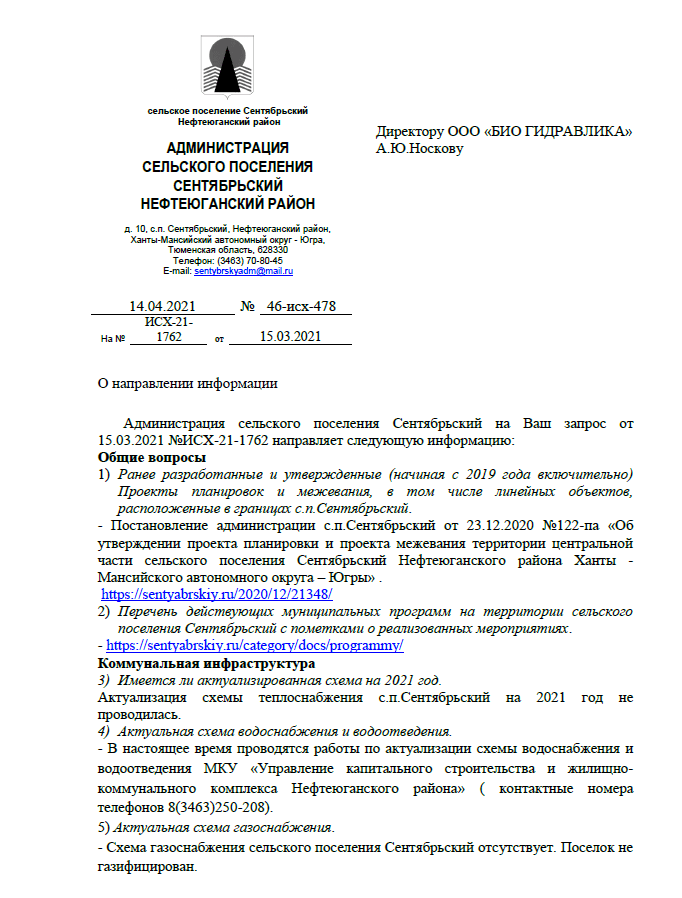 сельское поселение Сентябрьский
Нефтеюганский район
АДМИНИСТРАЦИЯ
СЕЛЬСКОГО ПОСЕЛЕНИЯ
СЕНТЯБРЬСКИЙ
НЕФТЕЮГАНСКИЙ РАЙОН
д. 10, с.п. Сентябрьский, Нефтеюганский район,
Ханты-Мансийский автономный округ - Югра,
Тюменская область, 628330
Телефон: (3463) 70-80-45
E-mail: sentybrskyadm@mail.ru
Директору ООО «БИО ГИДРАВЛИКА»
А.Ю.Носкову
14.04.2021 № 46-исх-478
На № ИСХ-21-
1762 от 15.03.2021
О направлении информации
Администрация сельского поселения Сентябрьский на Ваш запрос от
15.03.2021 №ИСХ-21-1762 направляет следующую информацию:
Общие вопросы
1) Ранее разработанные и утвержденные (начиная с 2019 года включительно)
Проекты планировок и межевания, в том числе линейных объектов,
расположенные в границах с.п.Сентябрьский.
- Постановление администрации с.п.Сентябрьский от 23.12.2020 №122-па «Об
утверждении проекта планировки и проекта межевания территории центральной
части сельского поселения Сентябрьский Нефтеюганского района Ханты -
Мансийского автономного округа – Югры» .
https://sentyabrskiy.ru/2020/12/21348/
2) Перечень действующих муниципальных программ на территории сельского
поселения Сентябрьский с пометками о реализованных мероприятиях.
- https://sentyabrskiy.ru/category/docs/programmy/
Коммунальная инфраструктура
3) Имеется ли актуализированная схема на 2021 год.
Актуализация схемы теплоснабжения с.п.Сентябрьский на 2021 год не
проводилась.
4) Актуальная схема водоснабжения и водоотведения.
- В настоящее время проводятся работы по актуализации схемы водоснабжения и
водоотведения МКУ «Управление капитального строительства и жилищно-
коммунального комплекса Нефтеюганского района» ( контактные номера
телефонов 8(3463)250-208).
5) Актуальная схема газоснабжения.
- Схема газоснабжения сельского поселения Сентябрьский отсутствует. Поселок не
газифицирован.